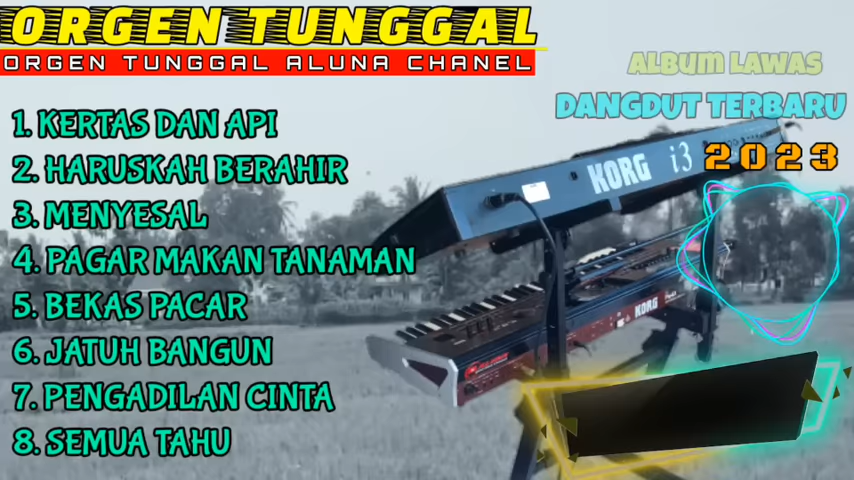 ORGEN TUNGGAL
ORGEN TUNGGAL ALUNA CHANEL
ALBUM LAWAS
DANGDUT TERBARU
2023
1. KERTAS DAN API
2. HARUSKAH BERAHIR
3. MENYESAL
4. PAGAR MAKAN TANAMAN
5. BEKAS PACAR
6. JATUH BANGUN
7. PENGADILAN CINTA
8. SEMUA TAHU
KORG i3
KORG